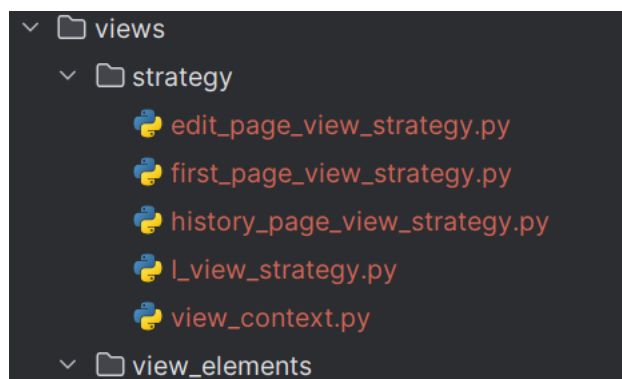 views
strategy
edit_page_view_strategy.py
first_page_view_strategy.py
history_page_view_strategy.py
I_view_strategy.py
view_context.py
view_elements